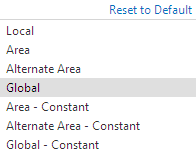 Reset to Default
Local
Area
Alternate Area
Global
Area - Constant
Alternate Area - Constant
Global - Constant